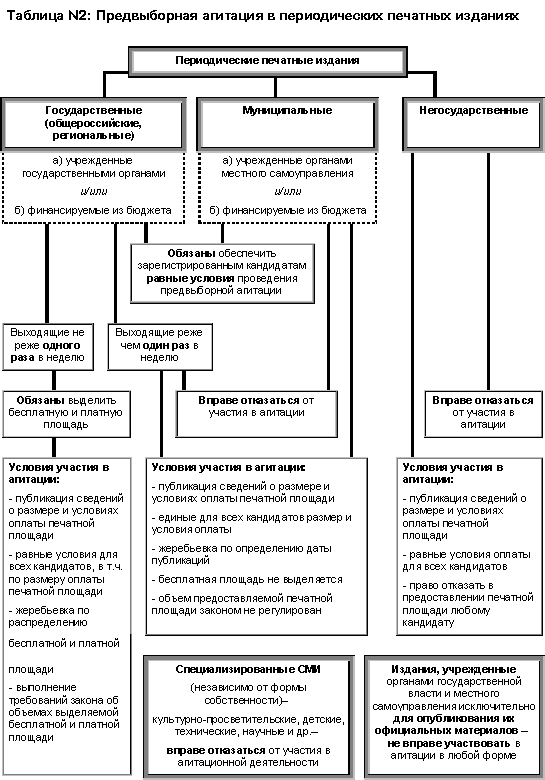 Таблица N2: Предвыборная агитация в периодических печатных изданиях
Периодические печатные издания
Государственные
(общероссийские,
региональные)
а) учрежденные
государственными органами
и/или
б) финансируемые из бюджета
Муниципальные
а) учрежденные органами
местного самоуправления
и/или
б) финансируемые из бюджета
Негосударственные
Обязаны обеспечить
зарегистрированным кандидатам
равные условия проведения
предвыборной агитации
Выходящие не
реже одного
раза в неделю
Выходящие реже
чем один раз в
неделю
Обязаны выделить
бесплатную и платную
площадь
Вправе отказаться от
участия в агитации
Вправе отказаться
от участия в
агитации
Условия участия в
агитации:
- публикация сведений
о размере и условиях
оплаты печатной
площади
- равные условия для
всех кандидатов, в т.ч.
по размеру оплаты
печатной площади
- жеребьевка по
распределению
бесплатной и платной
площади
- выполнение
требований закона об
объемах выделяемой
бесплатной и платной
площади
Условия участия в агитации:
- публикация сведений о размере и
условиях оплаты печатной площади
- единые для всех кандидатов размер и
условия оплаты
- жеребьевка по определению даты
публикаций
- бесплатная площадь не выделяется
- объем предоставляемой печатной
площади законом не регулирован
Условия участия в
агитации:
- публикация сведений о
размере и условиях
оплаты печатной
площади
- равные условия оплаты
для всех кандидатов
- право отказать в
предоставлении печатной
площади любому
кандидату
Специализированные СМИ
(независимо от формы
собственности)–
культурно-просветительские, детские,
технические, научные и др.–
вправе отказаться от участия в
агитационной деятельности
Издания, учрежденные
органами государственной
власти и местного
самоуправления исключительно
для опубликования их
официальных материалов –
не вправе участвовать в
агитации в любой форме